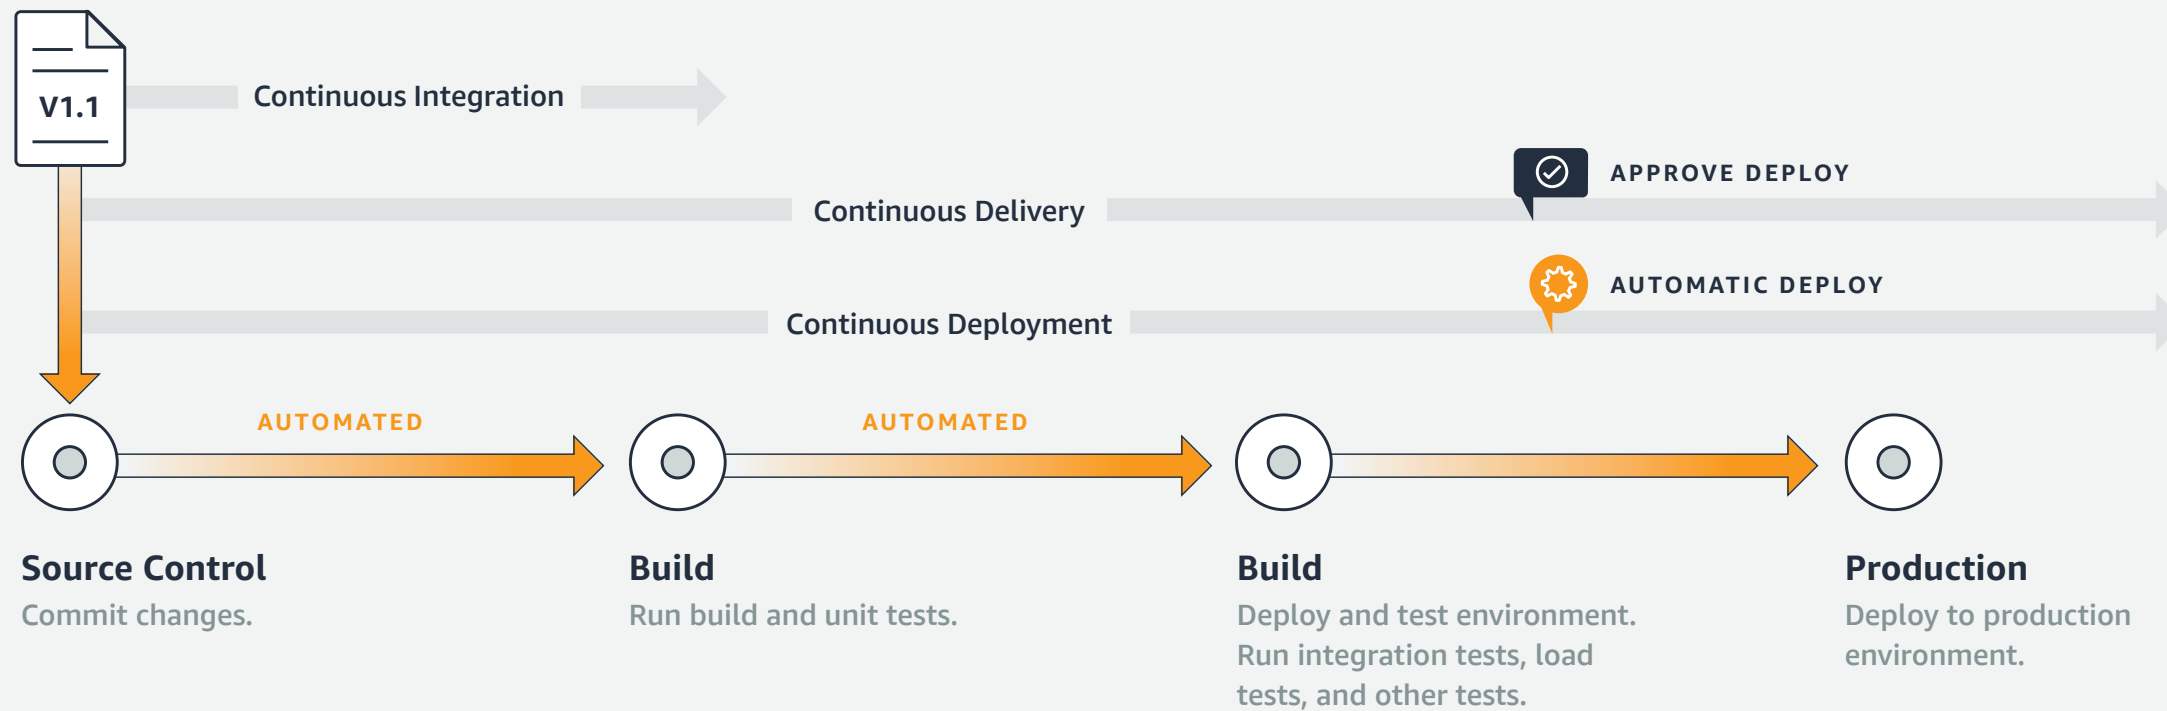 V1.1
Continuous Integration
APPROVE DEPLOY
Continuous Delivery
AUTOMATIC DEPLOY
Continuous Deployment
AUTOMATED
AUTOMATED
Source Control
Commit changes.
Build
Run build and unit tests.
Build
Deploy and test environment.
Run integration tests, load
tests, and other tests.
Production
Deploy to production
environment.